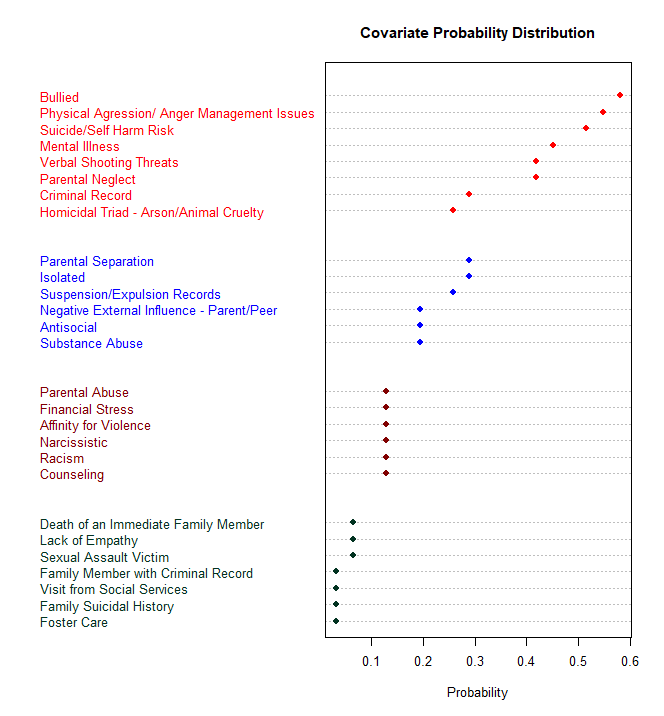 Covariate Probability Distribution
Bullied
Physical Agression/ Anger Management Issues
Suicide/Self Harm Risk
Mental Illness
Verbal Shooting Threats
Parental Neglect
Criminal Record
Homicidal Triad - Arson/Animal Cruelty
Parental Separation
Isolated
Suspension/Expulsion Records
Negative External Influence - Parent/Peer
Antisocial
Substance Abuse
Parental Abuse
Financial Stress
Affinity for Violence
Narcissistic
Racism
Counseling
Death of an Immediate Family Member
Lack of Empathy
Sexual Assault Victim
Family Member with Criminal Record
Visit from Social Services
Family Suicidal History
Foster Care
0.1 0.2 0.3 0.4 0.5 0.6
Probability